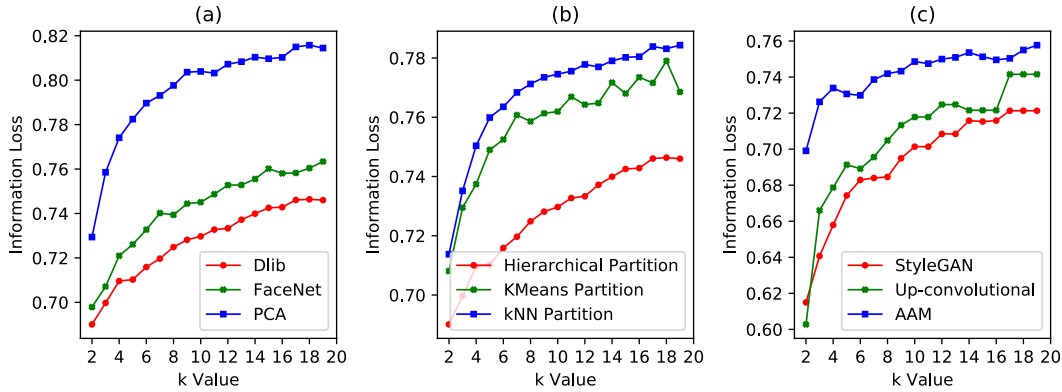 (a)
0.82
0.80
0.78
0.76
0.74
0.72
0.70
Information Loss
2 4 6 8 10 12 14 16 18 20
k Value
Dlib
FaceNet
PCA
(b)
0.78
0.76
0.74
0.72
0.70
Information Loss
2 4 6 8 10 12 14 16 18 20
k Value
Hierarchical Partition
KMeans Partition
kNN Partition
(c)
0.76
0.74
0.72
0.70
0.68
0.66
0.64
0.62
0.60
Information Loss
2 4 6 8 10 12 14 16 18 20
k Value
StyleGAN
Up-convolutional
AAM